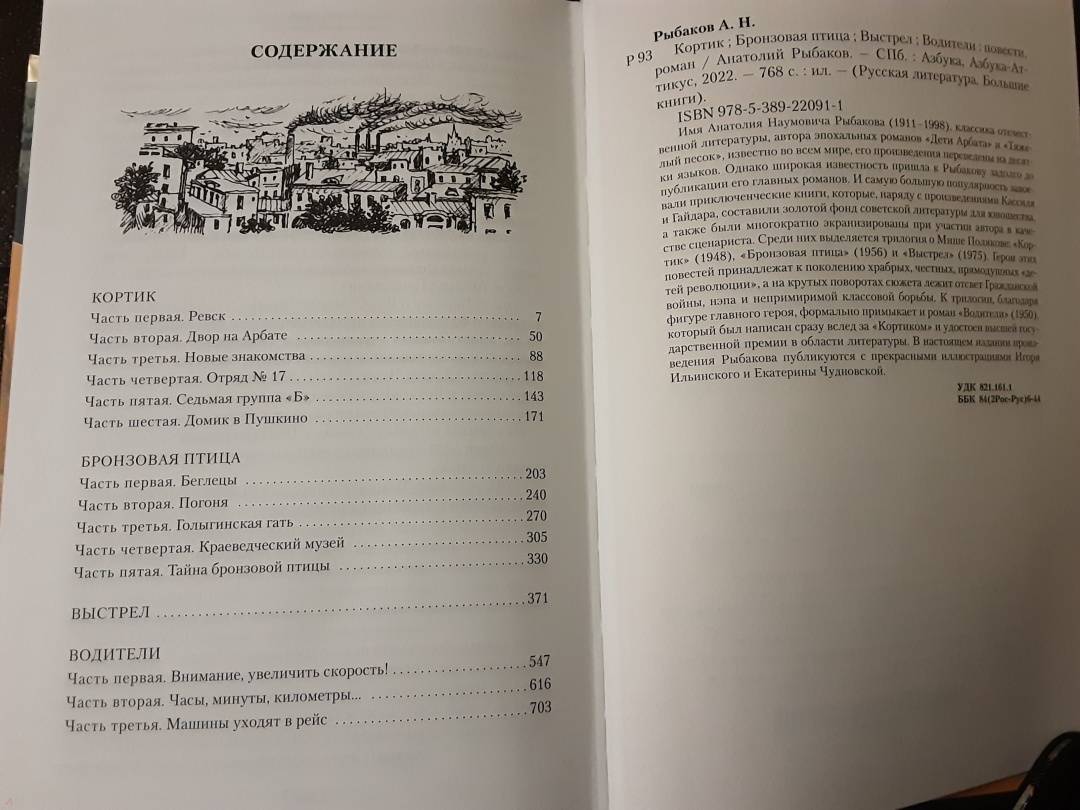 СОДЕРЖАНИЕ
КОРТИК
Часть первая. Ревск 7
Часть вторая. Двор на Арбате 50
Часть третья. Новые знакомства 88
Часть четвертая. Отряд № 17 118
Часть пятая. Седьмая группа «Б» 143
Часть шестая. Домик в Пушкино 171
БРОНЗОВАЯ ПТИЦА
Часть первая. Беглецы 203
Часть вторая. Погоня 240
Часть третья. Голыгинская гать 270
Часть четвертая. Краеведческий музей 305
Часть пятая. Тайна бронзовой птицы 330
ВЫСТРЕЛ 371
ВОДИТЕЛИ
Часть первая. Внимание, увеличить скорость! 547
Часть вторая. Часы, минуты, километры... 616
Часть третья. Машины уходят в рейс 703
Рыбаков А. Н.
Р 93 Кортик ; Бронзовая птица ; Выстрел ; Водители : повести,
роман / Анатолий Рыбаков. — СПб. : Азбука, Азбука-Ат-
тикус, 2022. — 768 с. : ил. — (Русская литература. Большие
книги).
ISBN 978-5-389-22091-1
Имя Анатолия Наумовича Рыбакова (1911–1998), классика отечест-
венной литературы, автора эпохальных романов «Дети Арбата» и «Тяже-
лый песок», известно во всем мире, его произведения переведены на десят-
ки языков. Однако широкая известность пришла к Рыбакову задолго до
публикации его главных романов. И самую большую популярность завое-
вали приключенческие книги, которые, наряду с произведениями Кассиля
и Гайдара, составили золотой фонд советской литературы для юношества,
а также были многократно экранизированы при участии автора в каче-
стве сценариста. Среди них выделяется трилогия о Мише Полякове: «Кор-
тик» (1948), «Бронзовая птица» (1956) и «Выстрел» (1975). Герои этих
повестей принадлежат к поколению храбрых, честных, прямодушных «де-
тей революции», а на крутых поворотах сюжета лежит отсвет Гражданской
войны, нэпа и непримиримой классовой борьбы. К трилогии, благодаря
фигуре главного героя, формально примыкает и роман «Водители» (1950),
который был написан сразу вслед за «Кортиком» и удостоен высшей госу-
дарственной премии в области литературы. В настоящем издании произ-
ведения Рыбакова публикуются с прекрасными иллюстрациями Игоря
Ильинского и Екатерины Чудновской.
УДК 821.161.1
ББК 84(2Рос-Рус)6-44